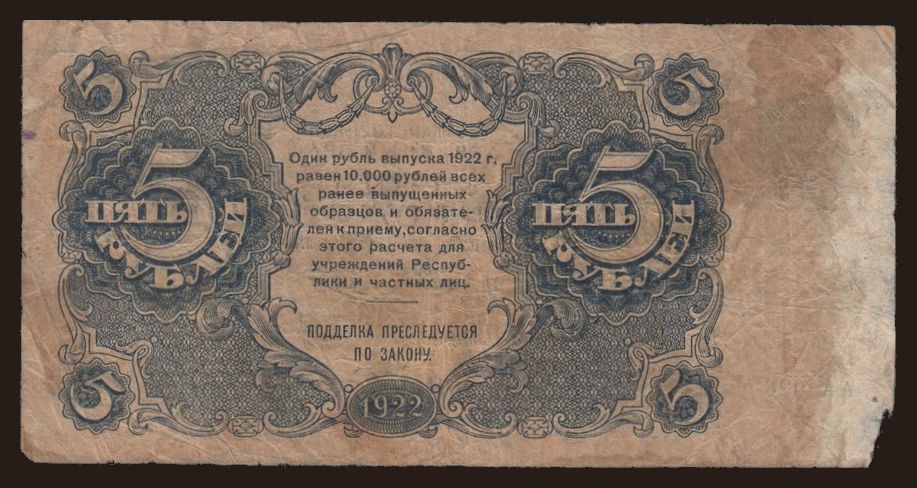 5
5
Один рубль выпуска 1922 г.
равен 10.000 рублей всех
ранее выпущенных
образцов и обязате-
лен к приему, согласно
этого расчета для
учреждений Респуб-
лики и частных лиц.
5
ПЯТЬ
РУБЛЕЙ
5
ПЯТЬ
РУБЛЕЙ
ПОДДЕЛКА ПРЕСЛЕДУЕТСЯ
ПО ЗАКОНУ.
5
1922
5